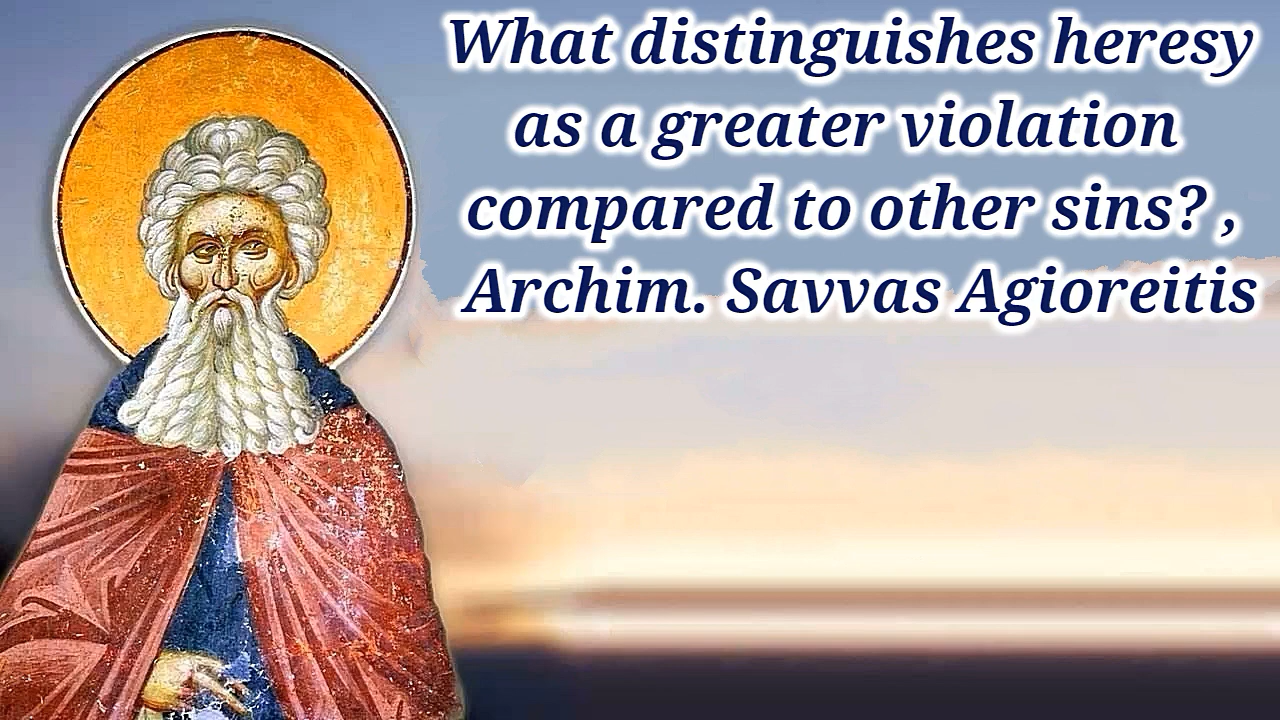 What distinguishes heresy
as a greater violation
compared to other sins? ,
Archim. Savvas Agioreitis